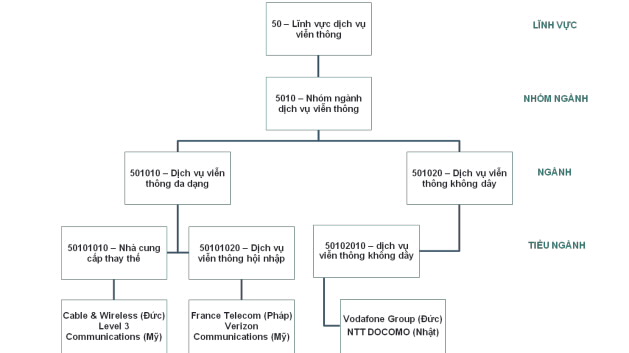 50 – Lĩnh vực dịch vụ
viễn thông
LĨNH VỰC
5010 – Nhóm ngành
dịch vụ viễn thông
NHÓM NGÀNH
501010 – Dịch vụ viễn
thông đa dạng
501020 – Dịch vụ viễn
thông không dây
NGÀNH
50101010 – Nhà cung
cấp thay thế
50101020 – Dịch vụ
viễn thông hội nhập
50102010 – dịch vụ
viễn thông không dây
TIỂU NGÀNH
Cable & Wireless (Đức)
Level 3
Communications (Mỹ)
France Telecom (Pháp)
Verizon
Communications (Mỹ)
Vodafone Group (Đức)
NTT DOCOMO (Nhật)